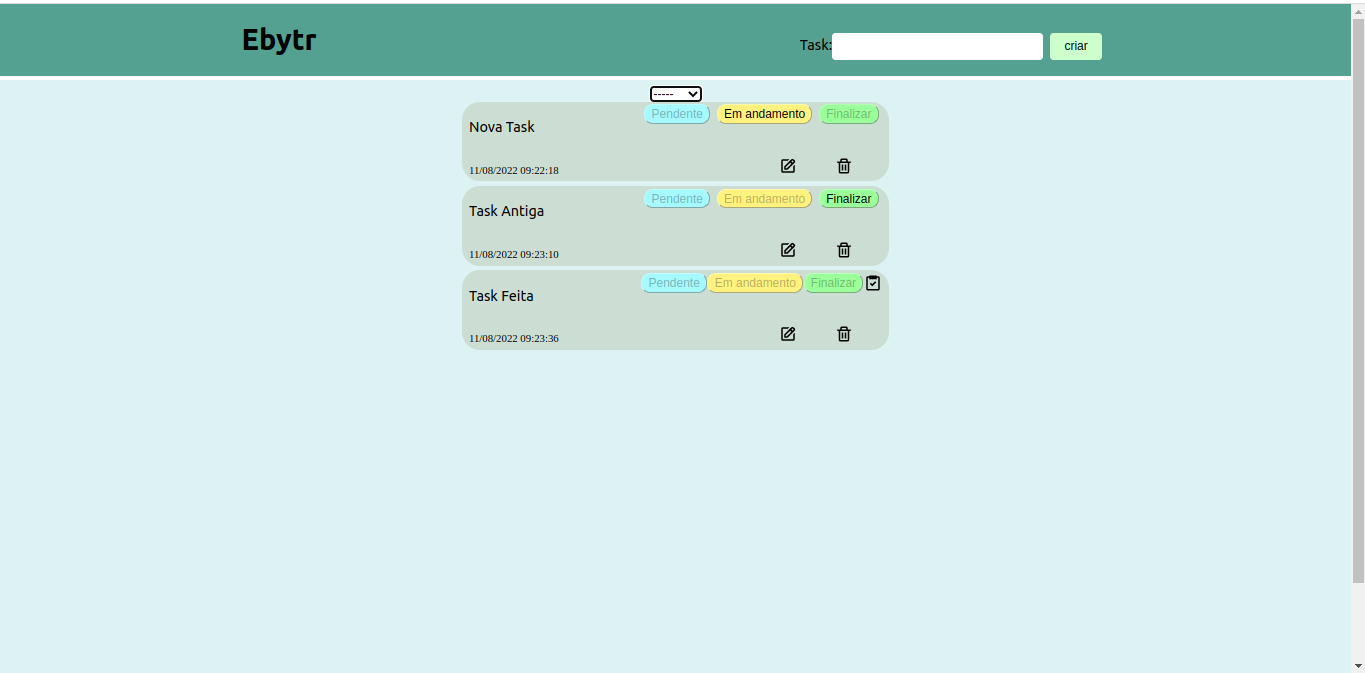 Ebytr
Task: criar
-----
Pendente Em andamento Finalizar
Nova Task
11/08/2022 09:22:18
Pendente Em andamento Finalizar
Task Antiga
11/08/2022 09:23:10
Pendente Em andamento Finalizar
Task Feita
11/08/2022 09:23:36